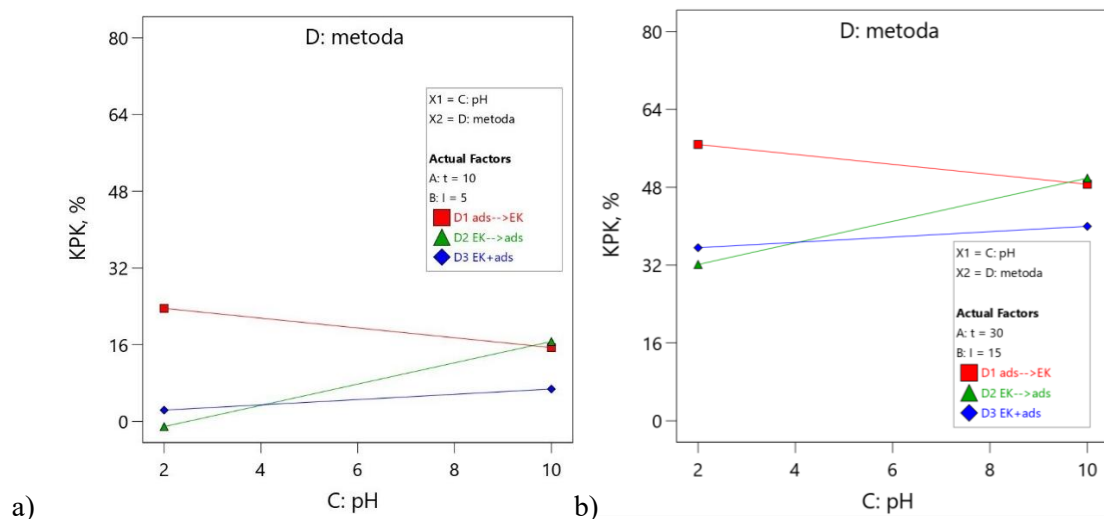 D: metoda
80
64
48
32
16
0
KPK, %
X1 = C: pH
X2 = D: metoda
Actual Factors
A: t = 10
B: I = 5
D1 ads-->EK
D2 EK-->ads
D3 EK+ads
2 4 6 8 10
C: pH
a)
D: metoda
80
64
48
32
16
0
KPK, %
X1 = C: pH
X2 = D: metoda
Actual Factors
A: t = 30
B: I = 15
D1 ads-->EK
D2 EK-->ads
D3 EK+ads
2 4 6 8 10
C: pH
b)